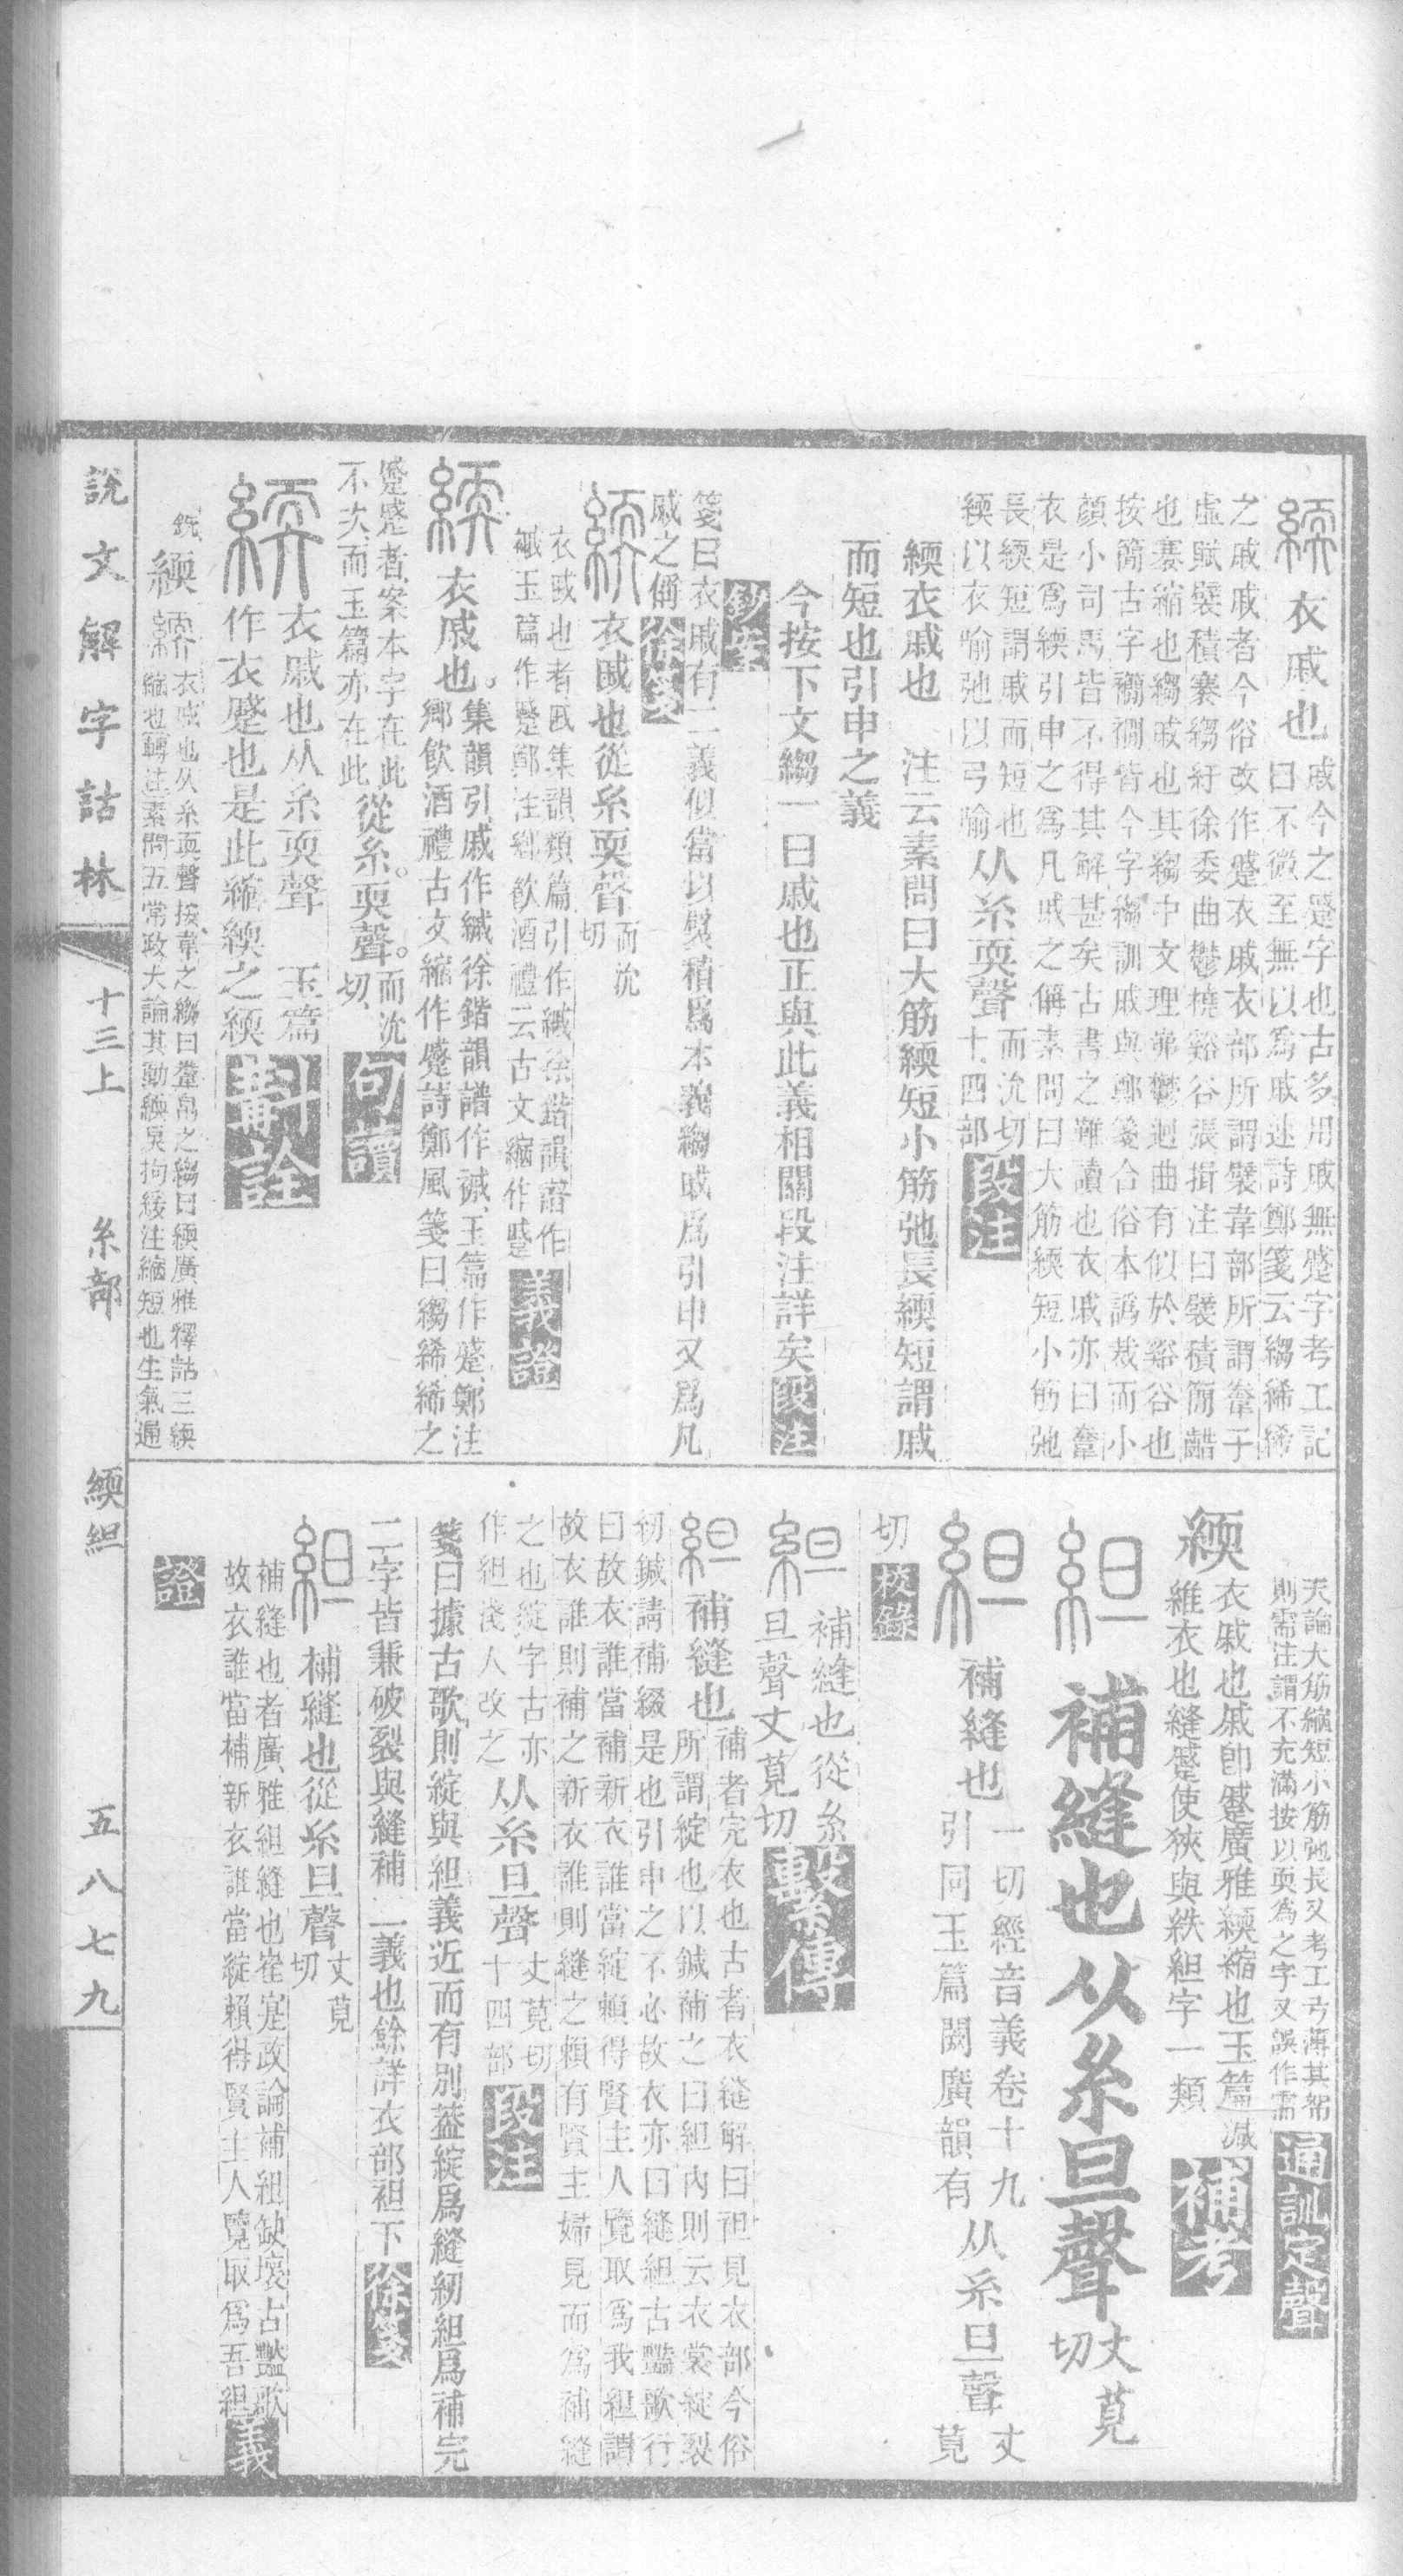 緛衣戚也
戚今之蹙字也古多用戚無蹙字考工記
曰不微至無以爲戚速詩鄭箋云縐絺絺
之戚戚者今俗改作蹙衣戚衣部所謂襞韋部所謂韏子
虛賦襞積褰縐紆徐委曲鬱橈谿谷張揖注曰襞積簡齰
也褰縮也縐戚也其縐中文理茀鬱迟曲有似於谿谷也
按簡古字襉襇皆今字縐訓戚與鄭箋合俗本譌裁而小
顏小司馬皆不得其解甚矣古書之難讀也衣戚亦曰韏
衣是爲緛引申之爲凡戚之偁素問曰大筋緛短小筋弛
長緛短謂戚而短也
緛以衣喻弛以弓喻
从糸耎聲
而沇切
十四部
段注
緛衣戚也 注云素問曰大筋緛短小筋弛長緛短謂戚
而短也引申之義
今按下文縐一曰戚也正與此義相關段注詳矣段注
鈔案
箋曰衣戚有二義似當以襞積爲本義縐戚爲引申又爲凡
戚之偁徐箋
緛衣戚也從糸耎聲
而沇
切
衣戚也者戚集韻類篇引作縬徐鍇韻譜作
縬玉篇作蹙鄭注鄉飲酒禮云古文縮作蹙
義證
緛衣戚也。
集韻引戚作縬徐鍇韻譜作襳玉篇作蹙鄭注
鄉飲酒禮古文縮作蹙詩鄭風箋曰縐絺絺之
蹙蹙者案本字在此
不次而玉篇亦在此
從糸。耎聲。
而沇
切
句讀
緛衣戚也从糸耎聲 玉篇
作衣蹙也是此縮緛之緛
斠詮
緛
衣戚也从糸耎聲按韋之縐曰韏帛之縐曰緛廣雅釋詁三緛
縮也轉注素問五常政大論其動緛戾拘緩注縮短也生氣通
天論大筋緛短小筋弛長又考工弓薄其帤
則需注謂不充滿按以耎爲之字又誤作需
通訓定聲
緛
衣戚也戚卽蹙廣雅緛縮也玉篇減
維衣也縫蹙使狹與紩組字一類
補考
組補縫也从糸旦聲
丈莧
切
組補縫也
一切經音義卷十九
引同玉篇闕廣韻有
从糸旦聲
丈
莧
切
校錄
組補縫也從糸
旦聲丈莧切
繫傳
組補縫也
補者完衣也古者衣縫解曰袒見衣部今俗
所謂綻也以鍼補之曰組內則云衣裳綻裂
紉鍼請補綴是也引申之不必故衣亦曰縫組古豔歌行
曰故衣誰當補新衣誰當綻賴得賢主人覽取爲我組謂
故衣誰則補之新衣誰則縫之賴有賢主婦見而爲補縫
之也綻字古亦
作組淺人改之
从糸旦聲
丈莧切
十四部
段注
箋曰據古歌則綻與組義近而有別葢綻爲縫紉組爲補完
二字皆兼破裂與縫補二義也餘詳衣部袒下徐箋
組補縫也從糸旦聲
丈莧
切
補縫也者廣雅組縫也崔寔政論補組缺壞古豔歌
故衣誰當補新衣誰當綻賴得賢主人覽取爲吾組
義
證
說文解字詁林 十三上 糸部 緛組 五八七九